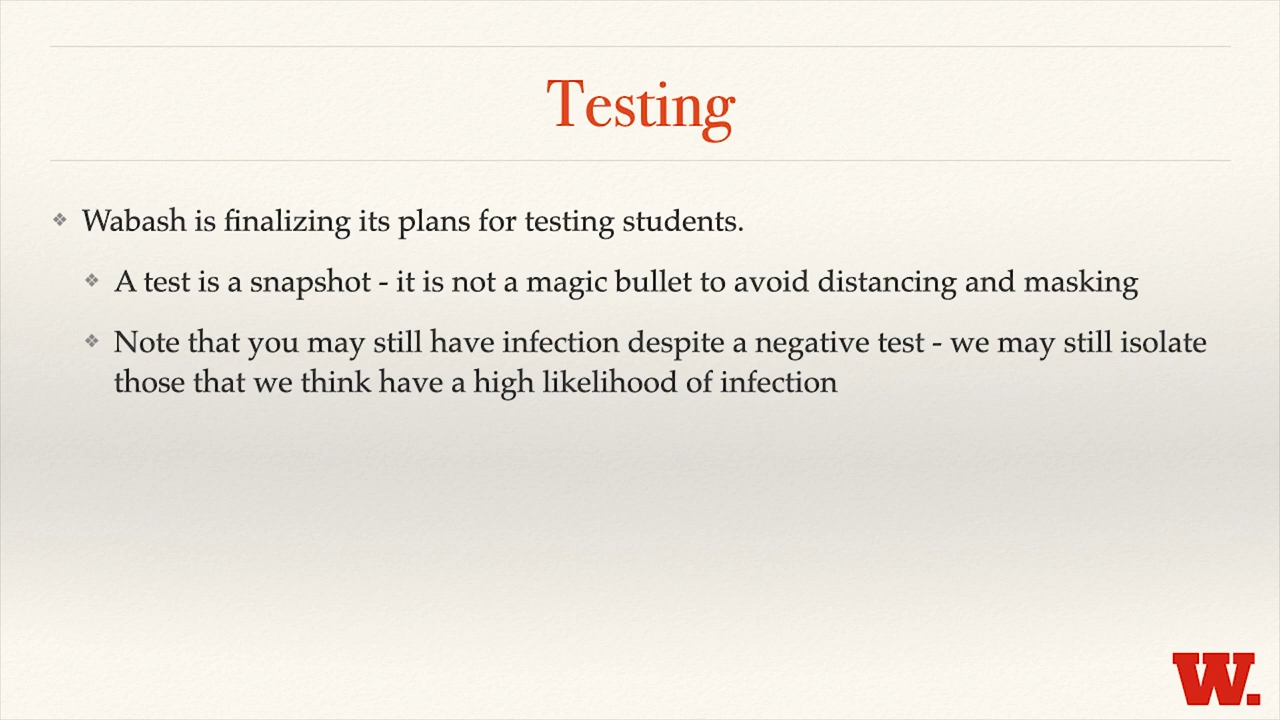 Testing
❖ Wabash is finalizing its plans for testing students.
❖ A test is a snapshot - it is not a magic bullet to avoid distancing and masking
❖ Note that you may still have infection despite a negative test - we may still isolate
those that we think have a high likelihood of infection
W.